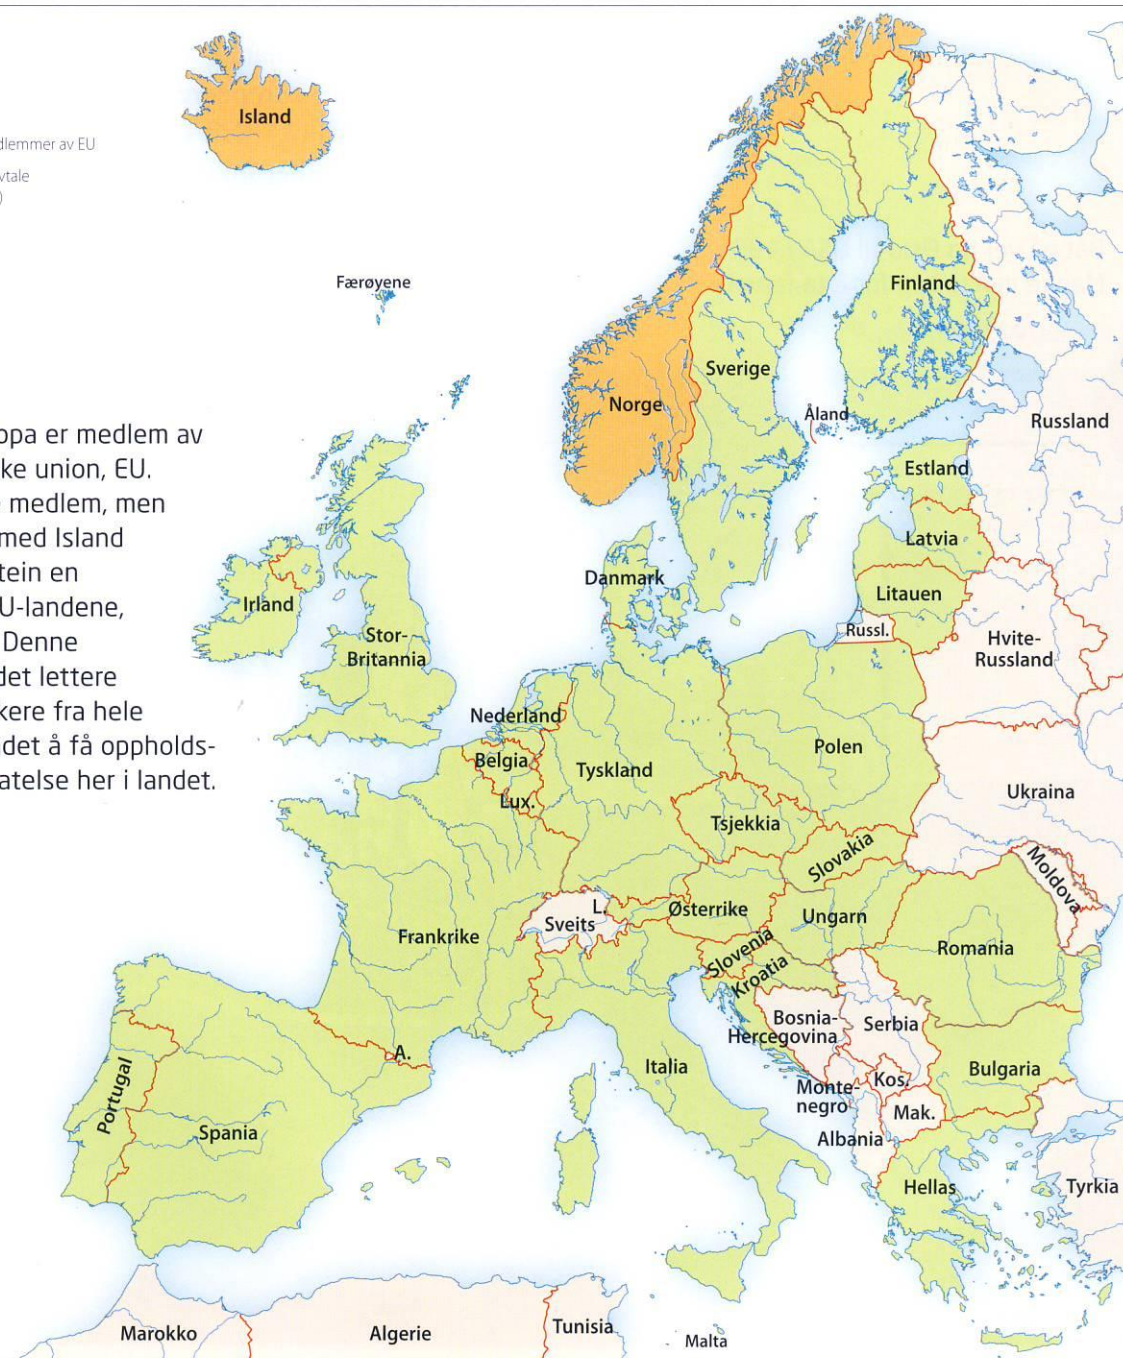 Island
dlemmer av EU
vtale
)
Færøyene
Finland
Sverige
Norge
Åland
Russland
opa er medlem av
ke union, EU.
medlem, men
Estland
med Island
Latvia
tein en
Danmark
U-landene,
Litauen
Irland
Denne
Russl.
Stor-
Britannia
Hvite-
Russland
det lettere
kere fra hele
Nederland
det å få oppholds-
Polen
Belgia
Tyskland
atelse her i landet.
Ukraina
Lux.
Tsjekkia
Slovakia
Moldova
L.
Østerrike
Ungarn
Sveits
Frankrike
Slovenia
Romania
Kroatia
Bosnia-
Hercegovina
Serbia
A.
Italia
Bulgaria
Kos.
Monte-
negro
Portugal
Mak.
Spania
Albania
Hellas
Tyrkia
Marokko
Algerie
Tunisia
Malta